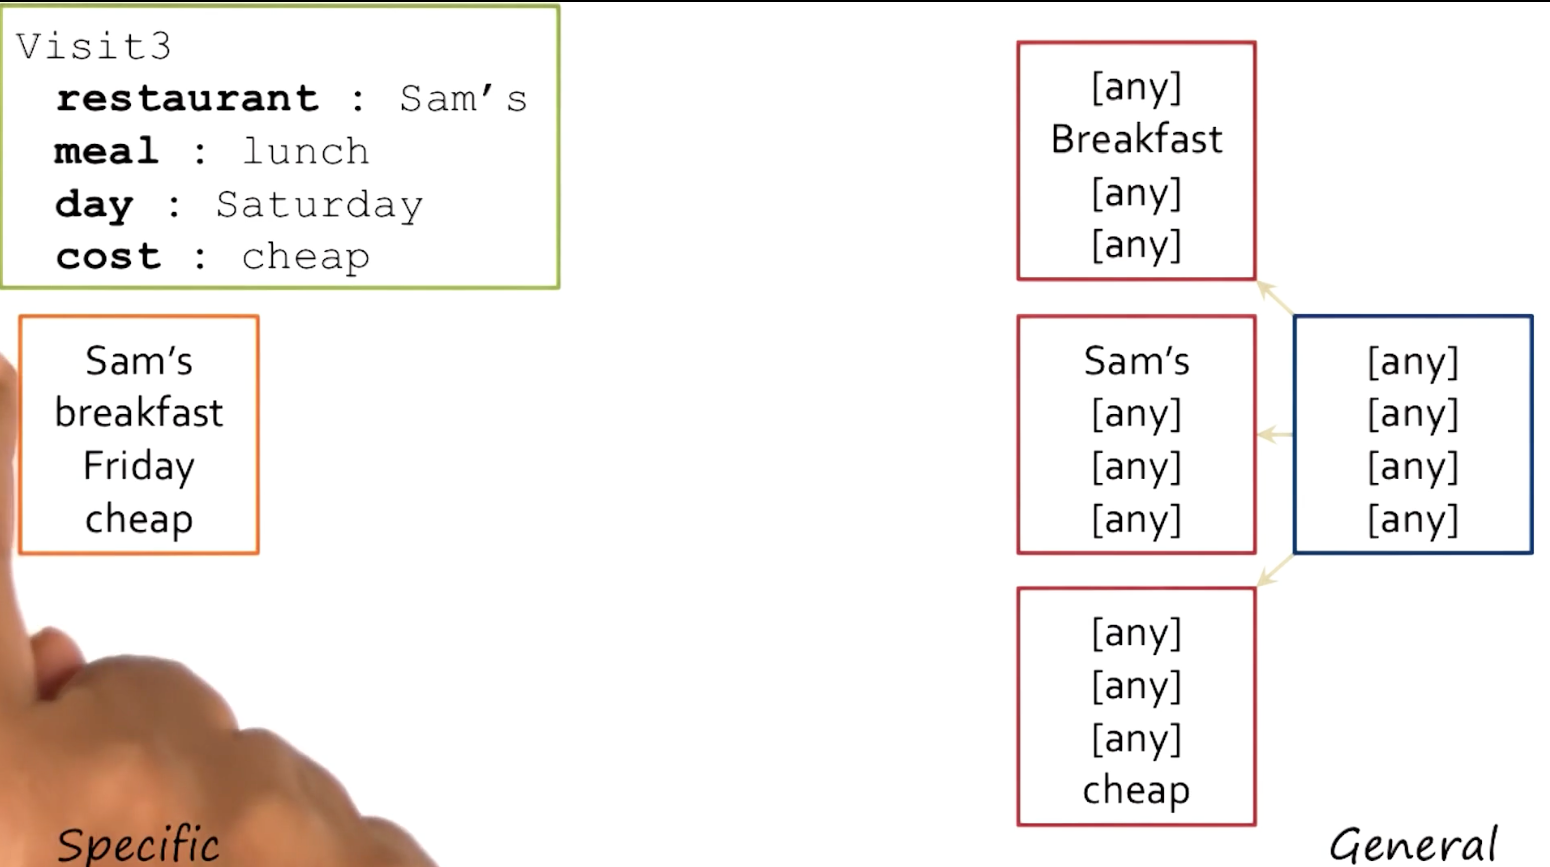 Visit3
restaurant : Sam's
meal : lunch
day : Saturday
cost : cheap
Sam's
breakfast
Friday
cheap
[any]
Breakfast
[any]
[any]
Sam's
[any]
[any]
[any]
[any]
[any]
[any]
cheap
[any]
[any]
[any]
[any]
Specific
General